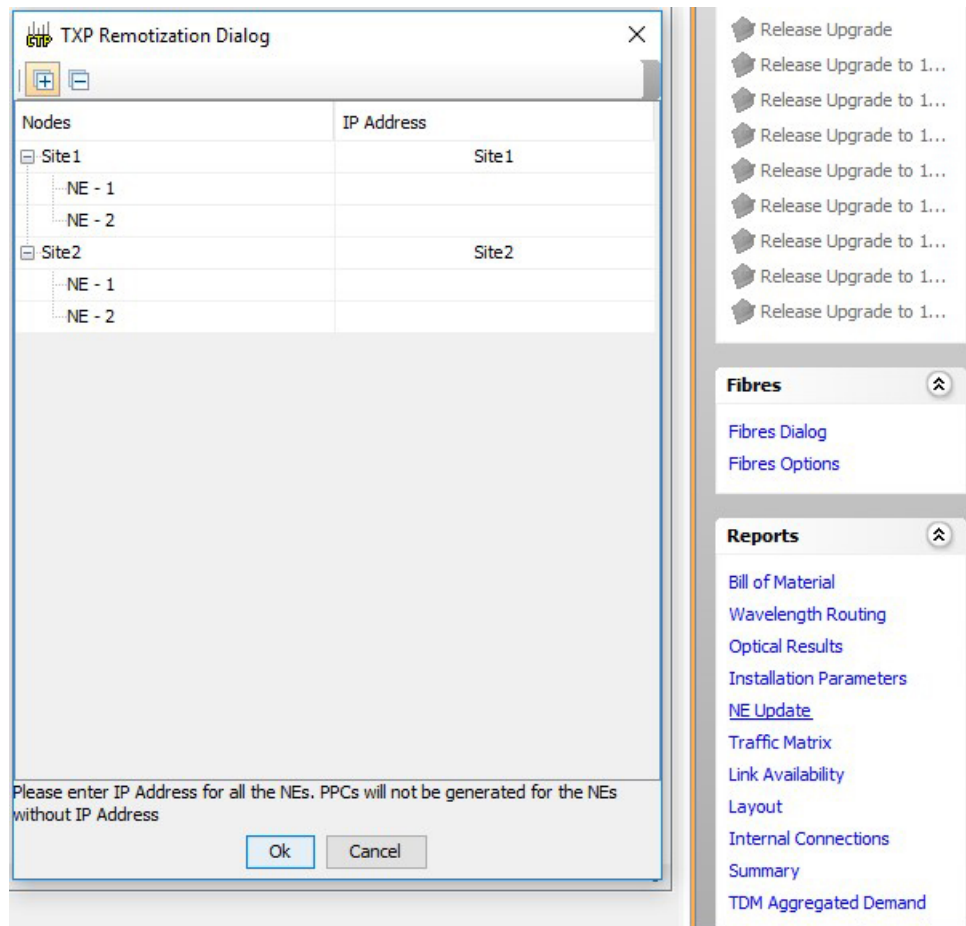 CTP TXP Remotization Dialog
Nodes IP Address
Site1 Site1
NE - 1
NE - 2
Site2 Site2
NE - 1
NE - 2
Please enter IP Address for all the NEs. PPCs will not be generated for the NEs
without IP Address
Ok Cancel
Release Upgrade
Release Upgrade to 1...
Release Upgrade to 1...
Release Upgrade to 1...
Release Upgrade to 1...
Release Upgrade to 1...
Release Upgrade to 1...
Release Upgrade to 1...
Release Upgrade to 1...
Fibres
Fibres Dialog
Fibres Options
Reports
Bill of Material
Wavelength Routing
Optical Results
Installation Parameters
NE Update
Traffic Matrix
Link Availability
Layout
Internal Connections
Summary
TDM Aggregated Demand